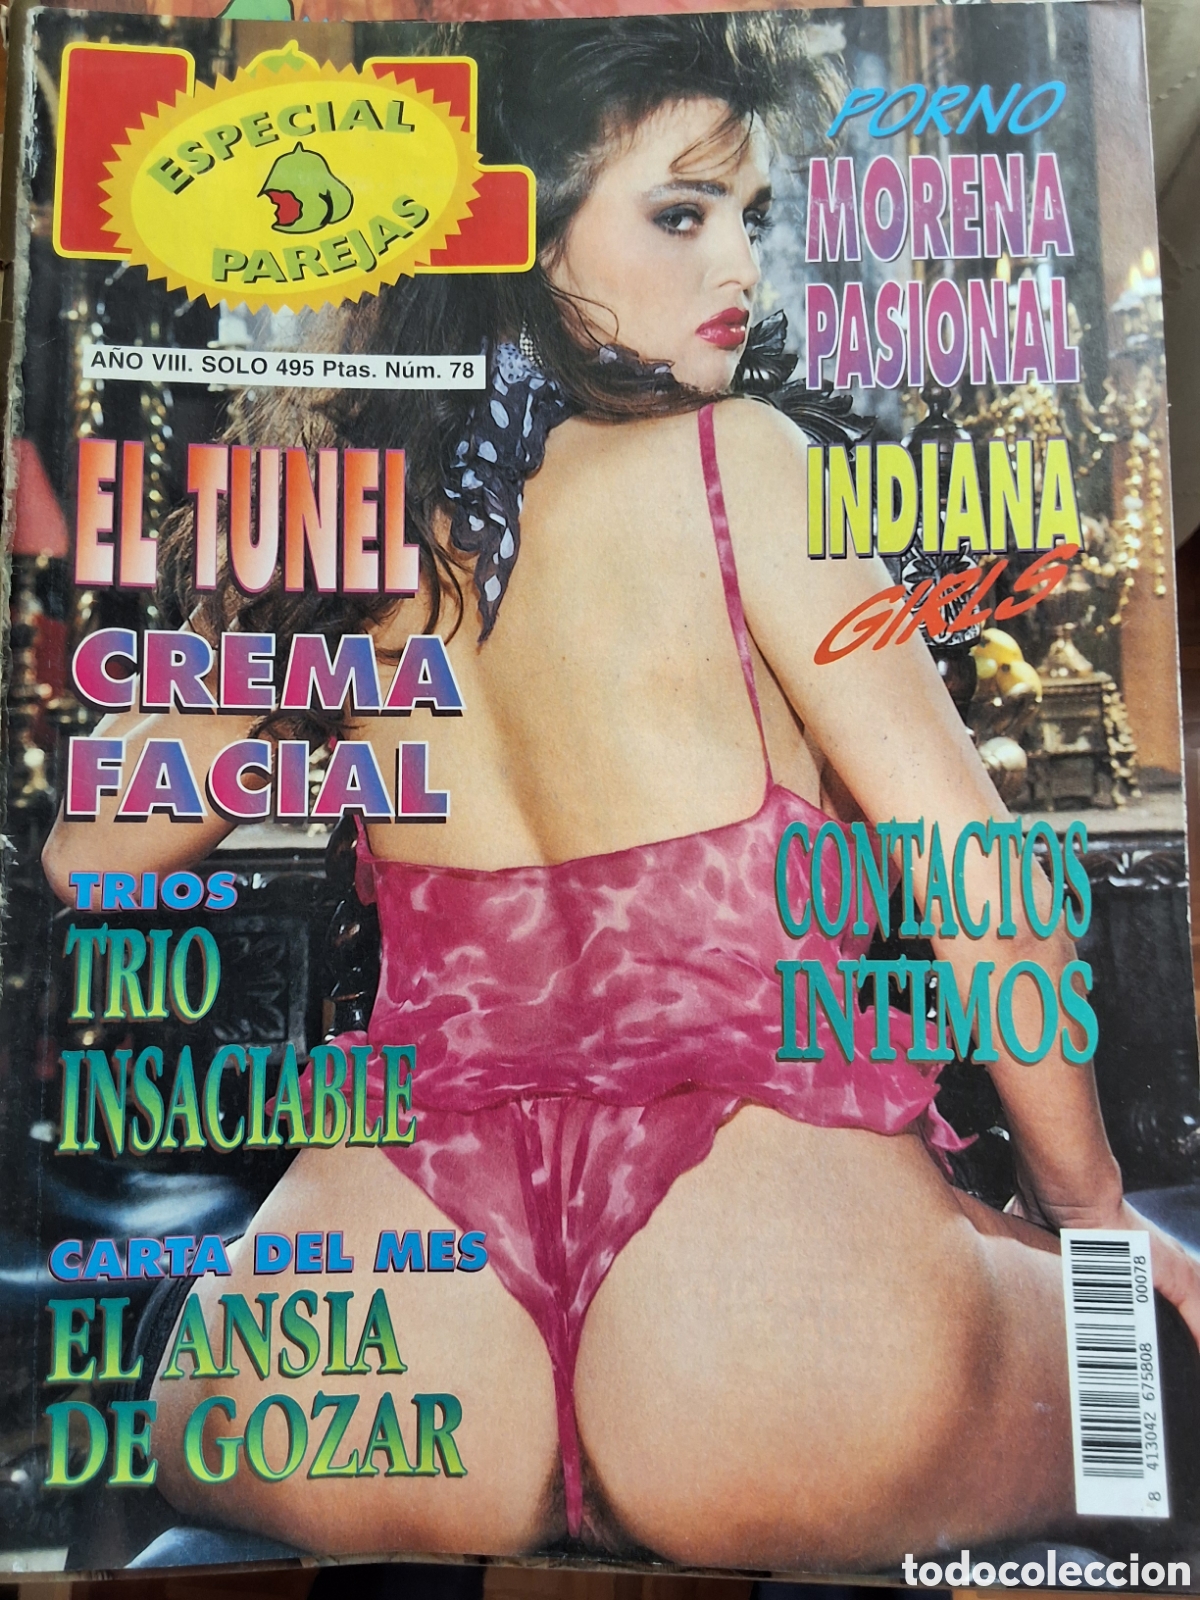 ESPECIAL
PAREJAS
AÑO VIII. SOLO 495 Ptas. Núm. 78
PORNO
MORENA
PASIONAL
INDIANA
GIRLS
EL TUNEL
CREMA
FACIAL
TRIOS
TRIO
INSACIABLE
CONTACTOS
INTIMOS
CARTA DEL MES
EL ANSIA
DE GOZAR
00078
8 413042 675808
todocoleccion